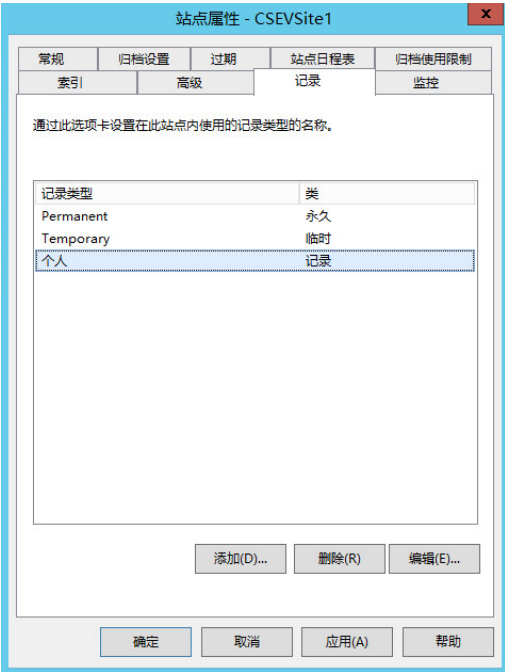 站点属性 - CSEVSite1
x
常规 归档设置 过期 站点日程表 归档使用限制
索引 高级 记录 监控
通过此选项卡设置在此站点内使用的记录类型的名称。
记录类型 类
Permanent 永久
Temporary 临时
个人 记录
添加(D)... 删除(R) 编辑(E)...
确定 取消 应用(A) 帮助